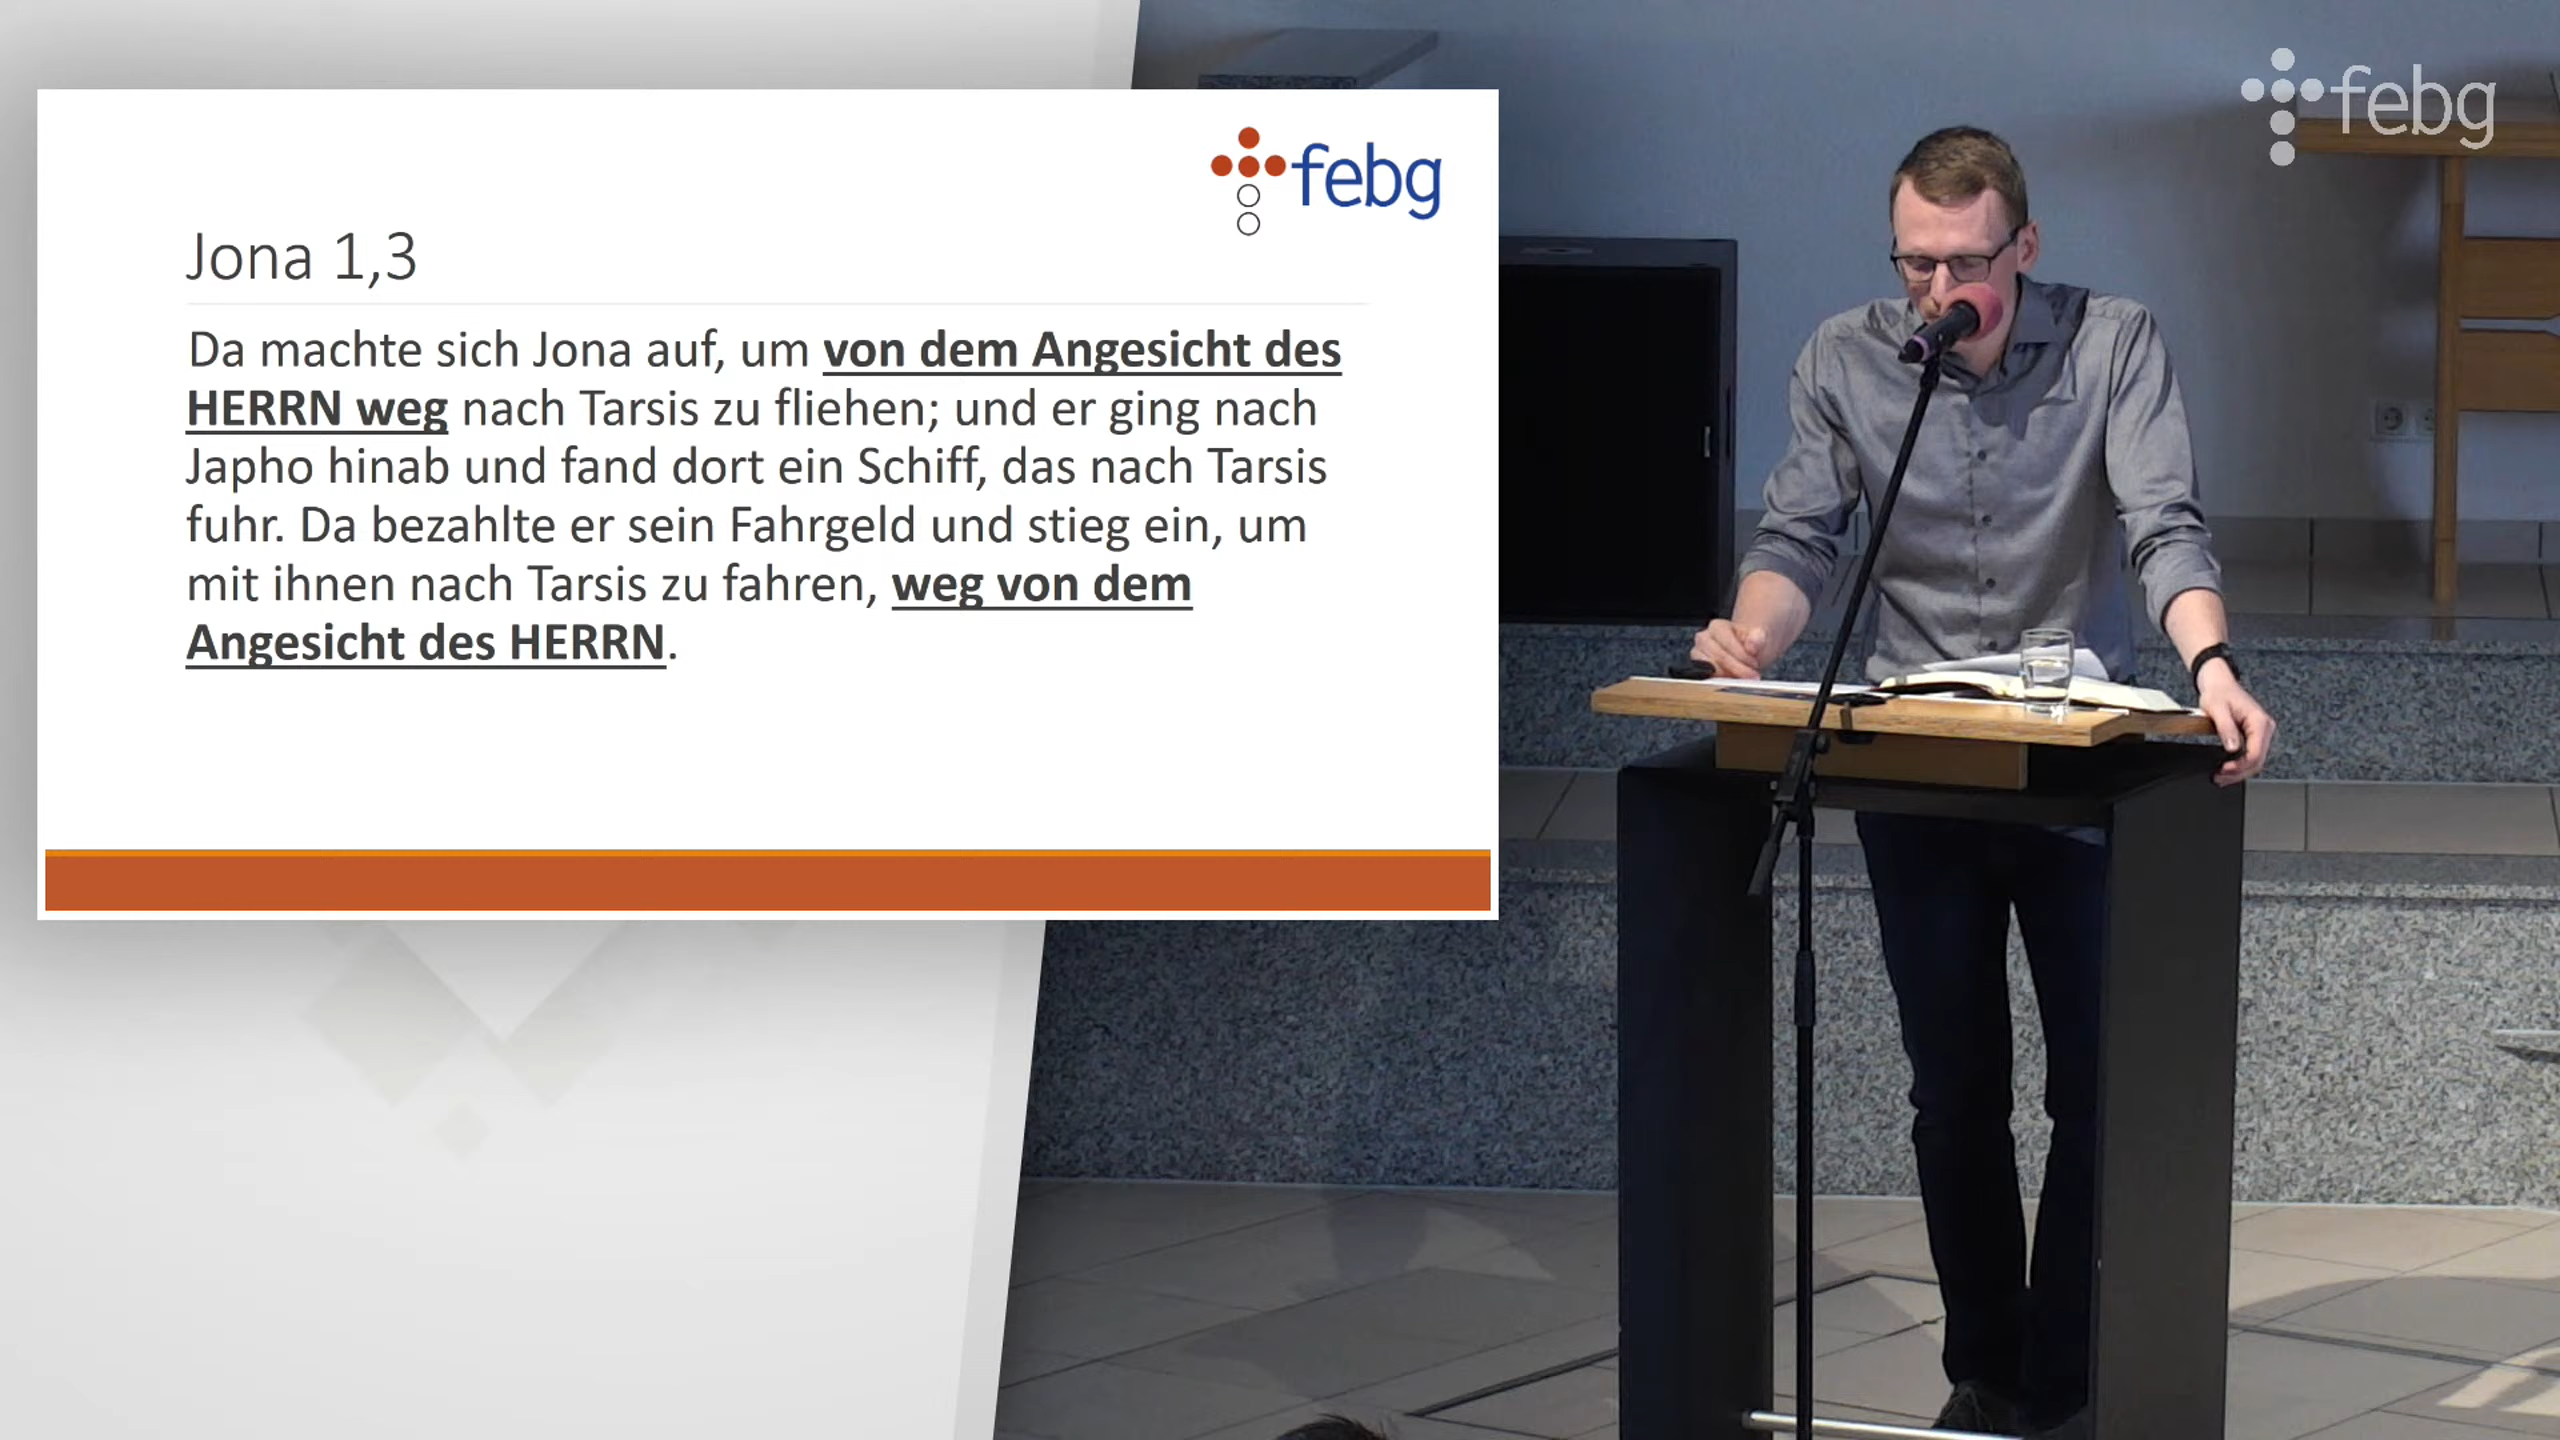 febg
febg
Jona 1,3
Da machte sich Jona auf, um von dem Angesicht des
HERRN weg nach Tarsis zu fliehen; und er ging nach
Japho hinab und fand dort ein Schiff, das nach Tarsis
fuhr. Da bezahlte er sein Fahrgeld und stieg ein, um
mit ihnen nach Tarsis zu fahren, weg von dem
Angesicht des HERRN.